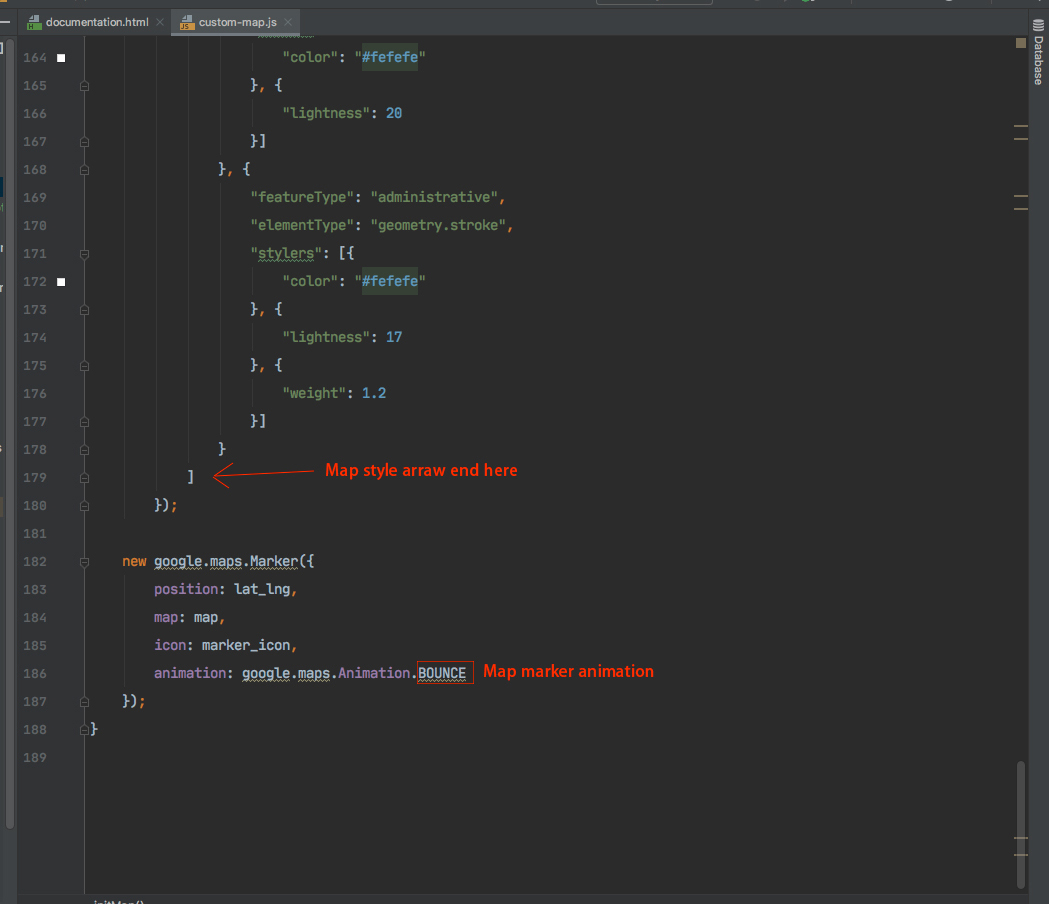 documentation.html custom-map.js
Database
164 "color": "#fefefe"
165 }, {
166 "lightness": 20
167 }]
168 }, {
169 "featureType": "administrative",
170 "elementType": "geometry.stroke",
171 "stylers": [{
172 "color": "#fefefe"
173 }, {
174 "lightness": 17
175 }, {
176 "weight": 1.2
177 }]
178 }
179 ] Map style arraw end here
180 });
181
182 new google.maps.Marker({
183 position: lat_lng,
184 map: map,
185 icon: marker_icon,
186 animation: google.maps.Animation.BOUNCE Map marker animation
187 });
188 }
189
initMap()